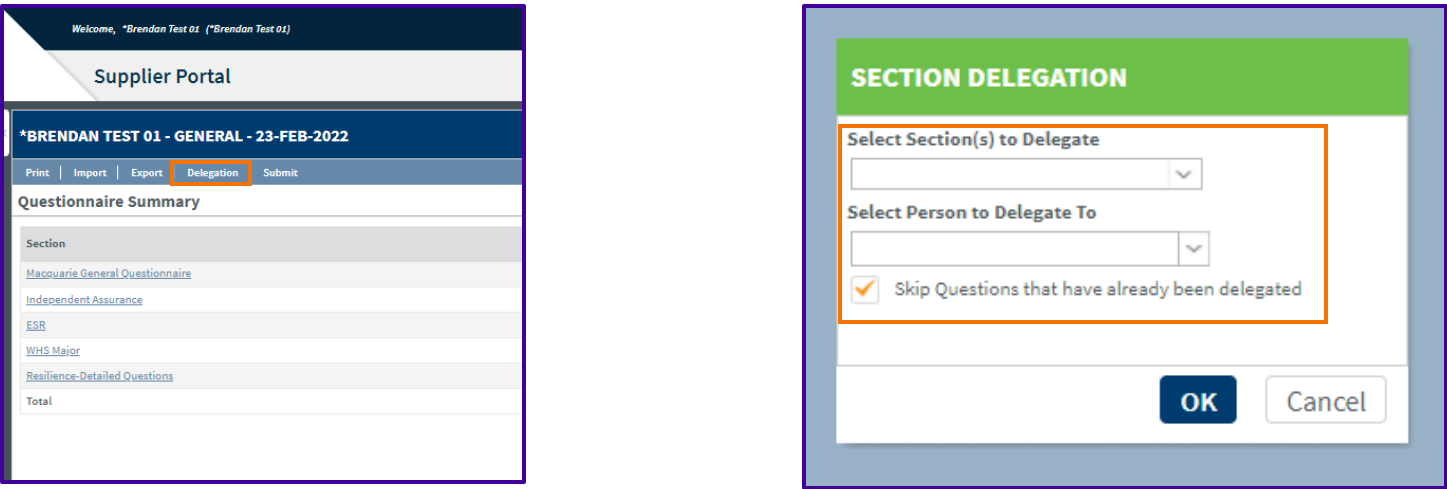 Welcome, *Brendan Test 01 (*Brendan Test 01)
Supplier Portal
*BRENDAN TEST 01 - GENERAL - 23-FEB-2022
Print Import Export Delegation Submit
Questionnaire Summary
Section
Macquarie General Questionnaire
Independent Assurance
ESR
WHS Major
Resilience-Detailed Questions
Total
SECTION DELEGATION
Select Section(s) to Delegate
Select Person to Delegate To
Skip Questions that have already been delegated
OK Cancel